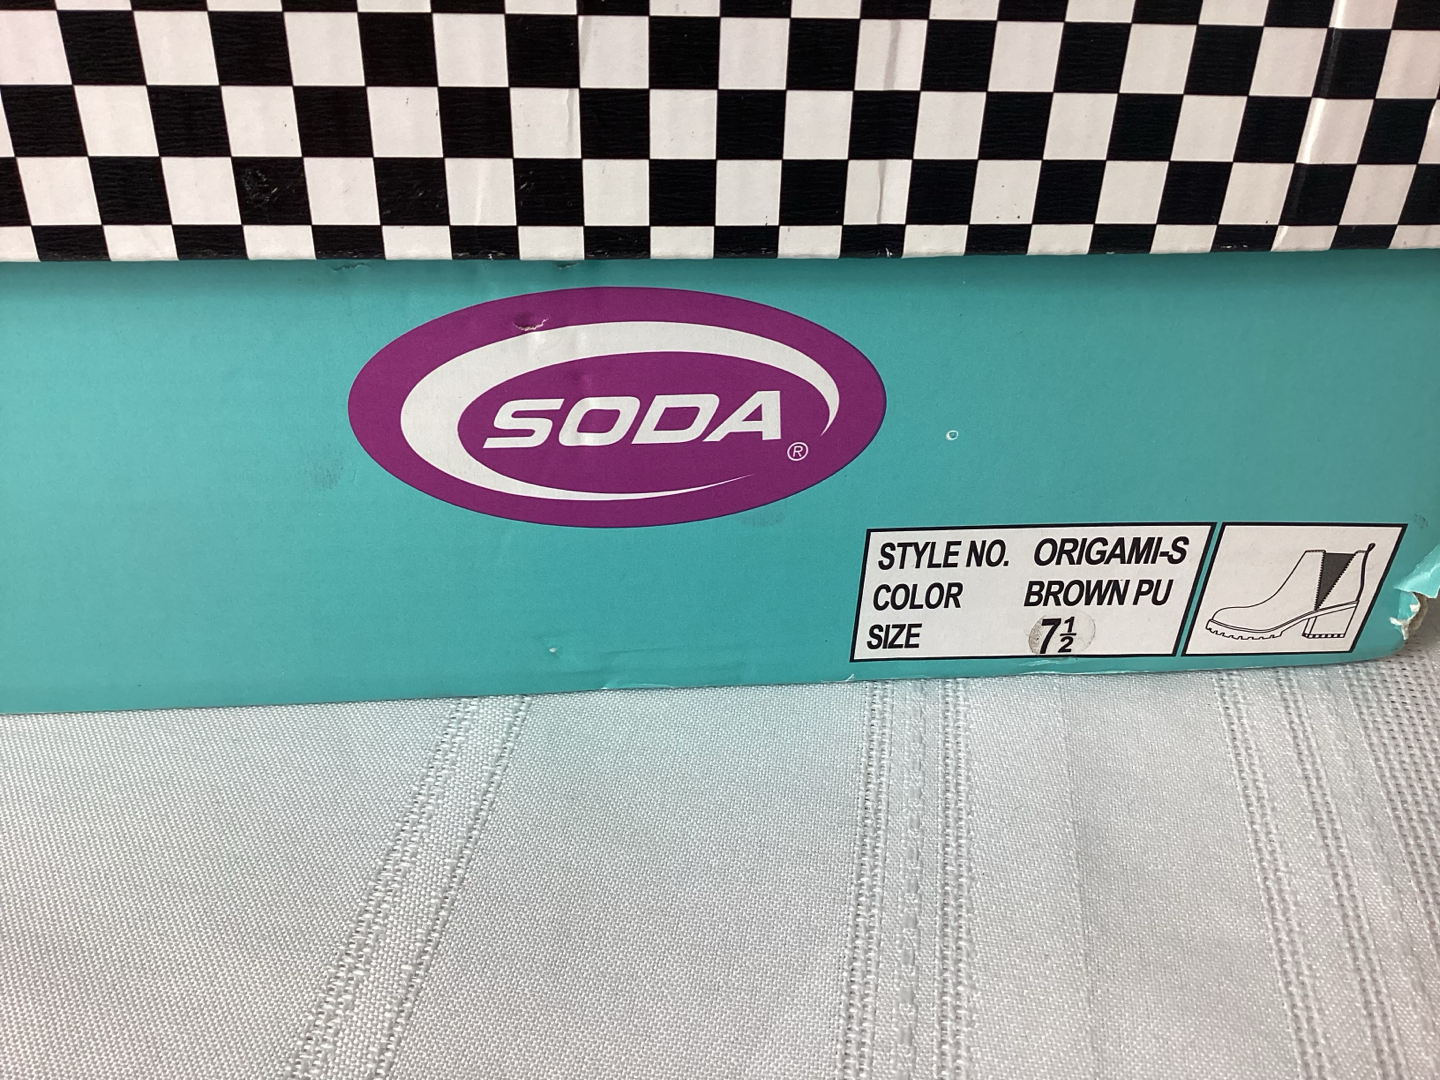 SODA ®
STYLE NO. ORIGAMI-S
COLOR BROWN PU
SIZE 7½